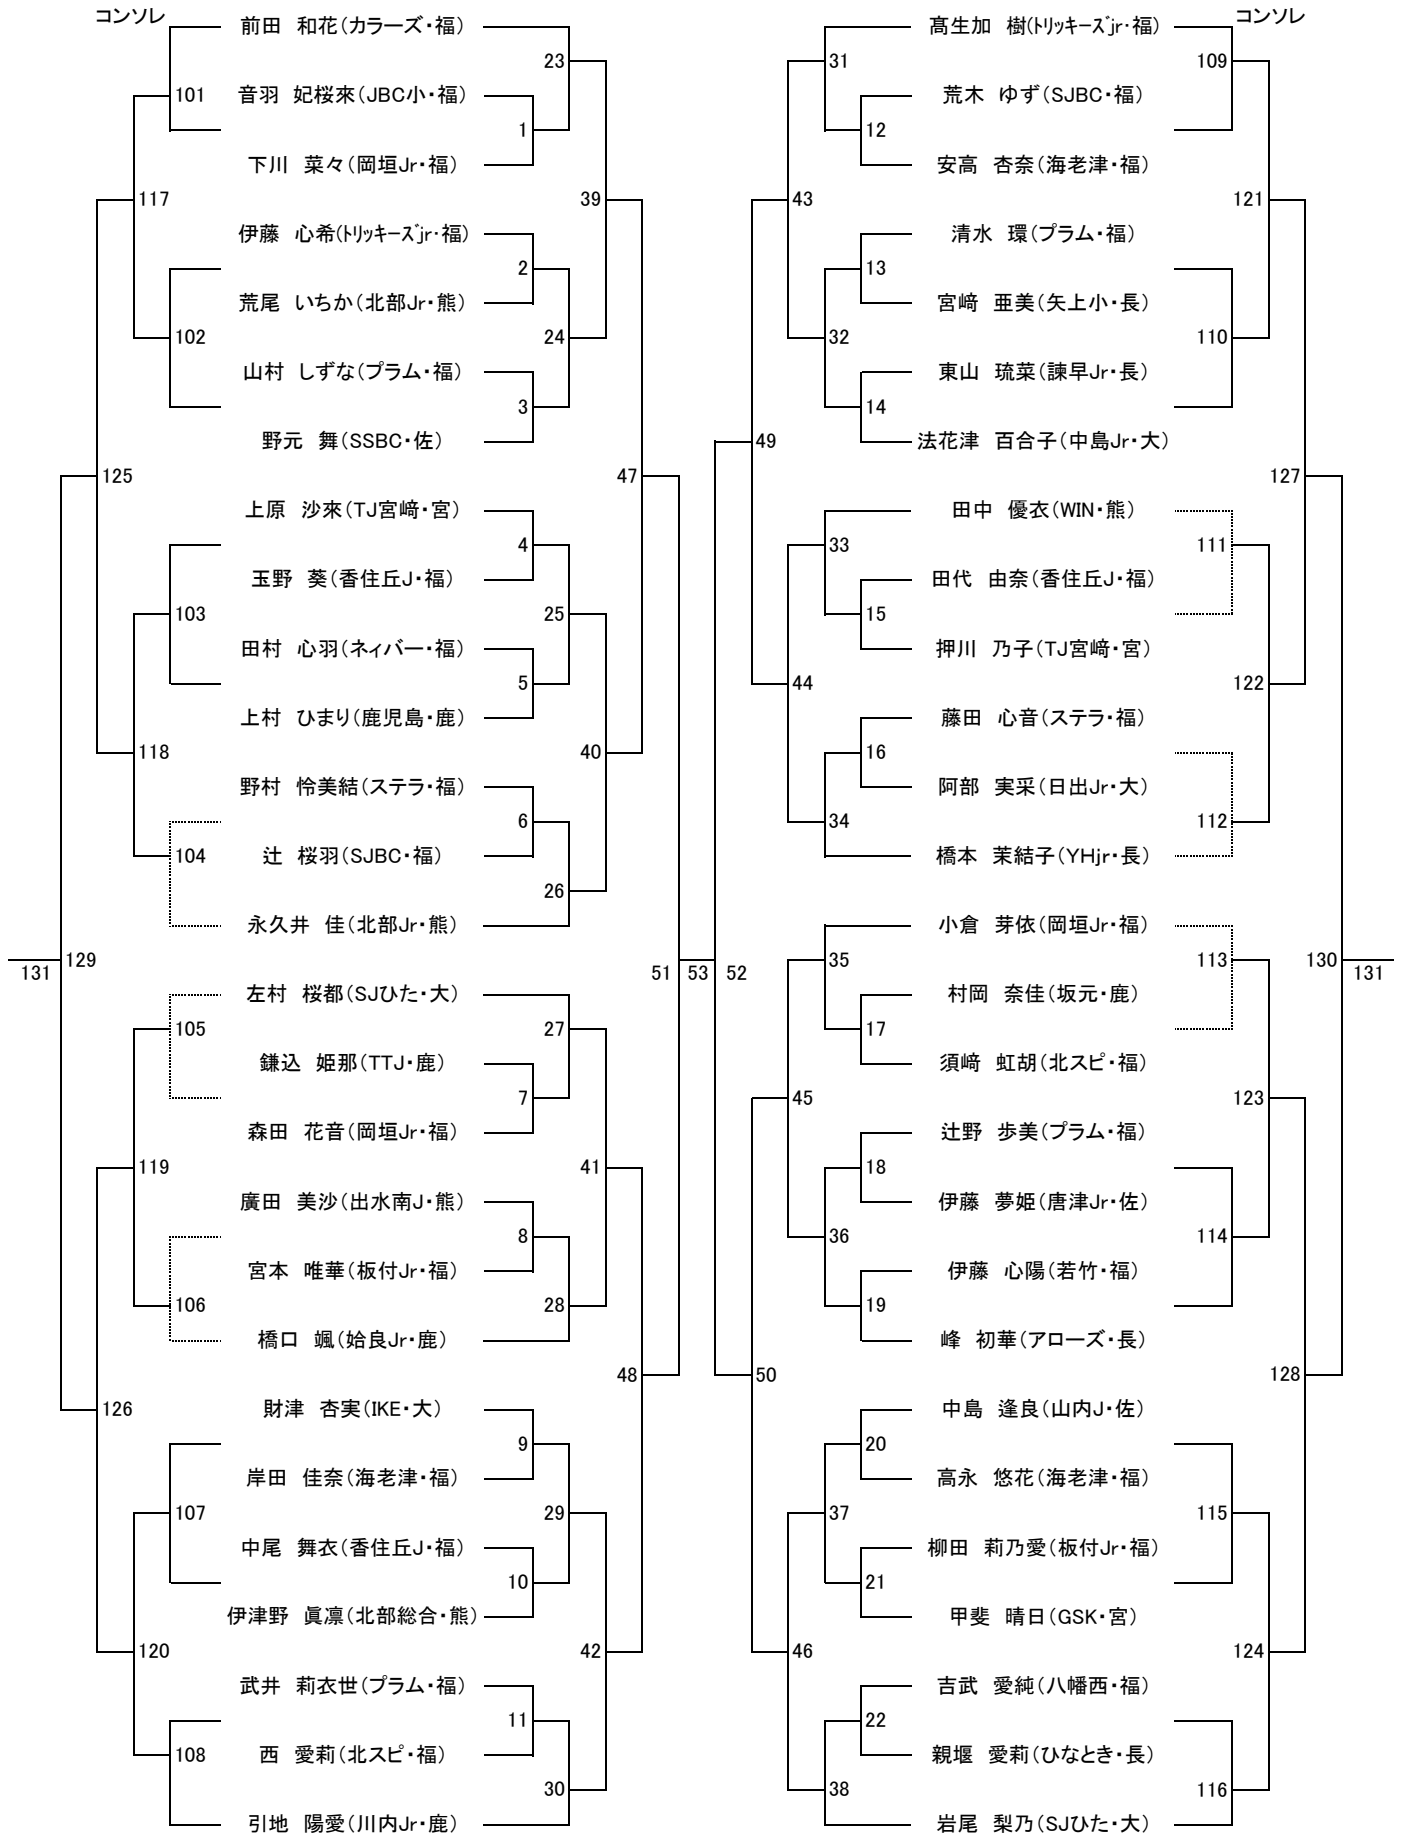 コンソレ
前田 和花(カラーズ・福)
23
101
音羽 妃桜來(JBC小・福)
1
下川 菜々(岡垣Jr・福)
117
39
伊藤 心希(ﾄﾘｯｷｰｽﾞjr・福)
2
荒尾 いちか(北部Jr・熊)
102
24
山村 しずな(プラム・福)
3
野元 舞(SSBC・佐)
125
47
上原 沙來(TJ宮﨑・宮)
4
玉野 葵(香住丘J・福)
103
25
田村 心羽(ネィバー・福)
5
上村 ひまり(鹿児島・鹿)
118
40
野村 怜美結(ステラ・福)
6
104
辻 桜羽(SJBC・福)
26
永久井 佳(北部Jr・熊)
131
129
51
53
52
左村 桜都(SJひた・大)
105
27
鎌込 姫那(TTJ・鹿)
7
森田 花音(岡垣Jr・福)
119
41
廣田 美沙(出水南J・熊)
8
宮本 唯華(板付Jr・福)
106
28
橋口 颯(姶良Jr・鹿)
48
126
財津 杏実(IKE・大)
9
岸田 佳奈(海老津・福)
107
29
中尾 舞衣(香住丘J・福)
10
伊津野 眞凛(北部総合・熊)
120
42
武井 莉衣世(プラム・福)
11
108
西 愛莉(北スピ・福)
30
引地 陽愛(川内Jr・鹿)
コンソレ
髙生加 樹(ﾄﾘｯｷｰｽﾞjr・福)
31
109
荒木 ゆず(SJBC・福)
12
安高 杏奈(海老津・福)
43
121
清水 環(プラム・福)
13
宮﨑 亜美(矢上小・長)
32
110
東山 琉菜(諫早Jr・長)
14
法花津 百合子(中島Jr・大)
49
127
田中 優衣(WIN・熊)
33
111
田代 由奈(香住丘J・福)
15
押川 乃子(TJ宮﨑・宮)
44
122
藤田 心音(ステラ・福)
16
阿部 実采(日出Jr・大)
34
112
橋本 茉結子(YHjr・長)
小倉 芽依(岡垣Jr・福)
35
113
130
131
村岡 奈佳(坂元・鹿)
17
須﨑 虹胡(北スピ・福)
45
123
辻野 歩美(プラム・福)
18
伊藤 夢姫(唐津Jr・佐)
36
114
伊藤 心陽(若竹・福)
19
峰 初華(アローズ・長)
50
128
中島 逢良(山内J・佐)
20
高永 悠花(海老津・福)
37
115
柳田 莉乃愛(板付Jr・福)
21
甲斐 晴日(GSK・宮)
46
124
吉武 愛純(八幡西・福)
22
親堰 愛莉(ひなとき・長)
38
116
岩尾 梨乃(SJひた・大)